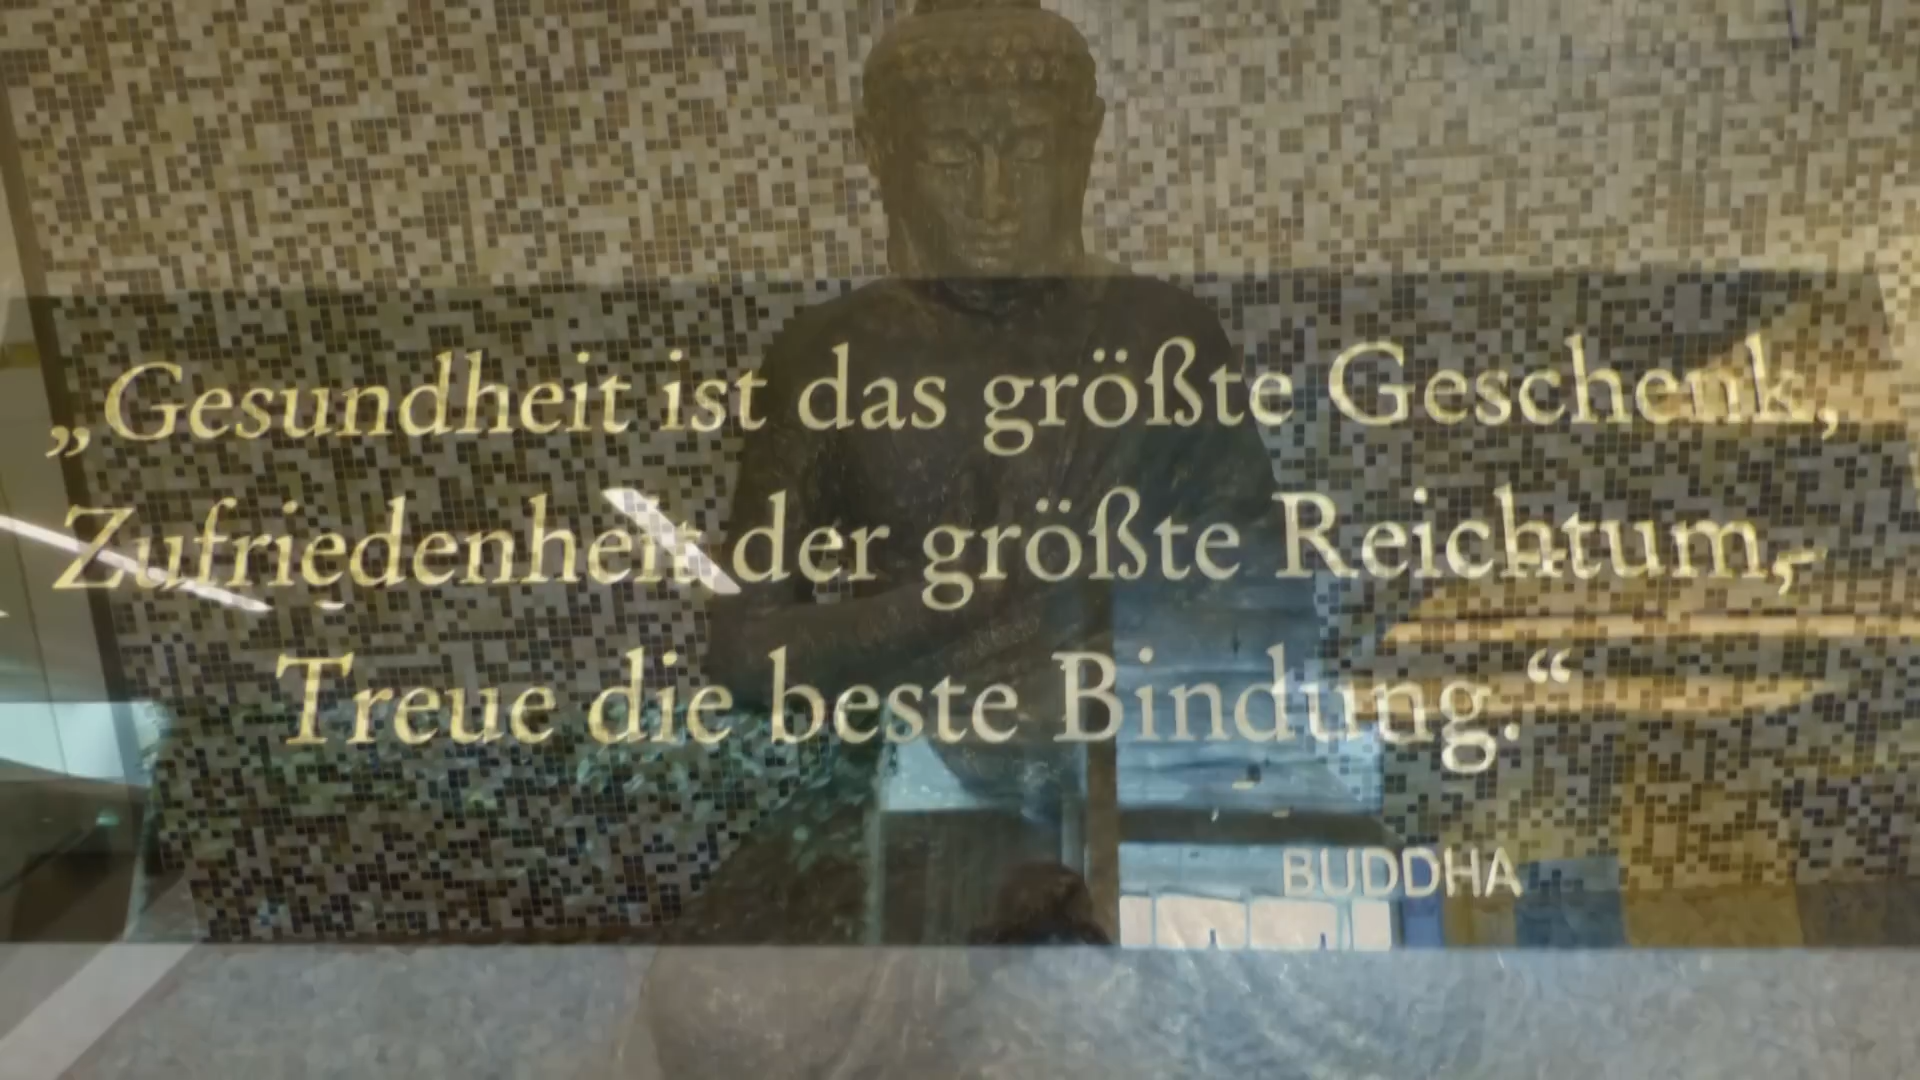 „Gesundheit ist das größte Geschenk,
Zufriedenheit der größte Reichtum,
Treue die beste Bindung.“
BUDDHA